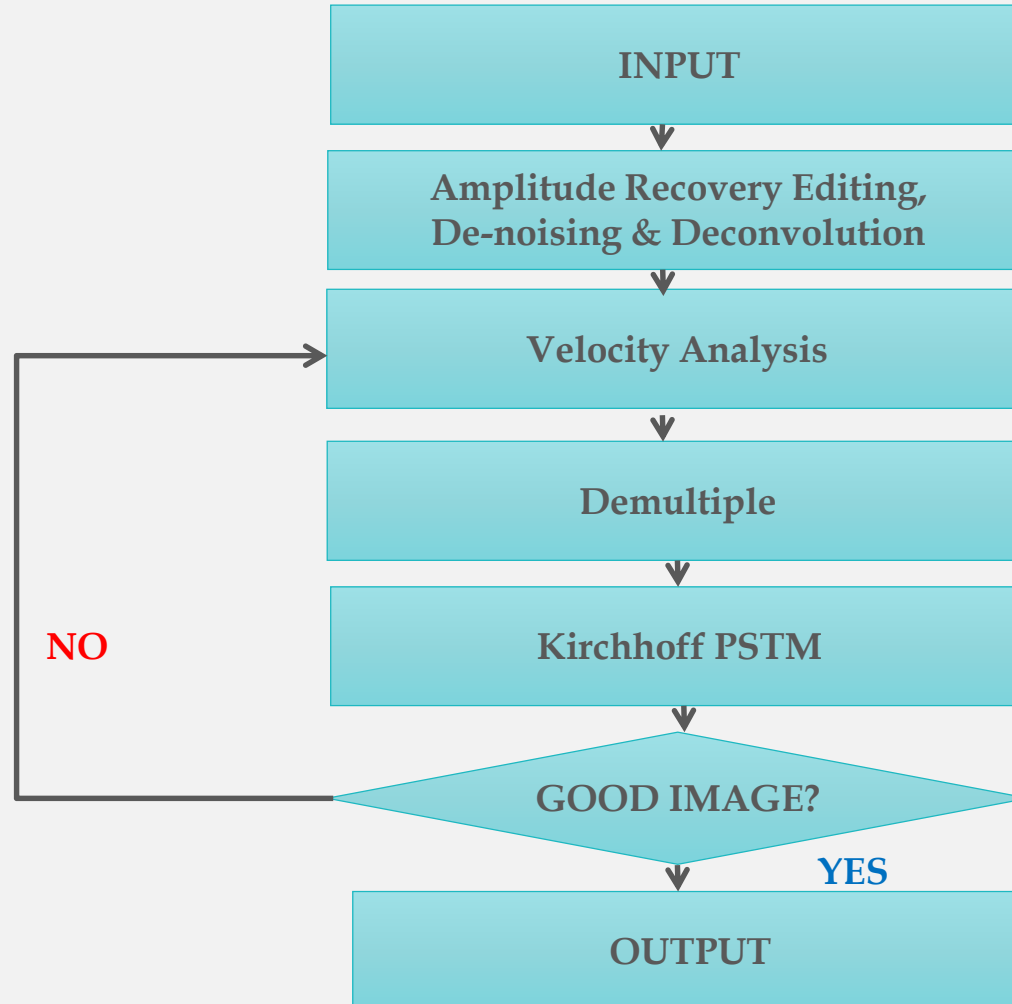 INPUT
Amplitude Recovery Editing,
De-noising & Deconvolution
Velocity Analysis
Demultiple
NO
Kirchhoff PSTM
GOOD IMAGE?
YES
OUTPUT